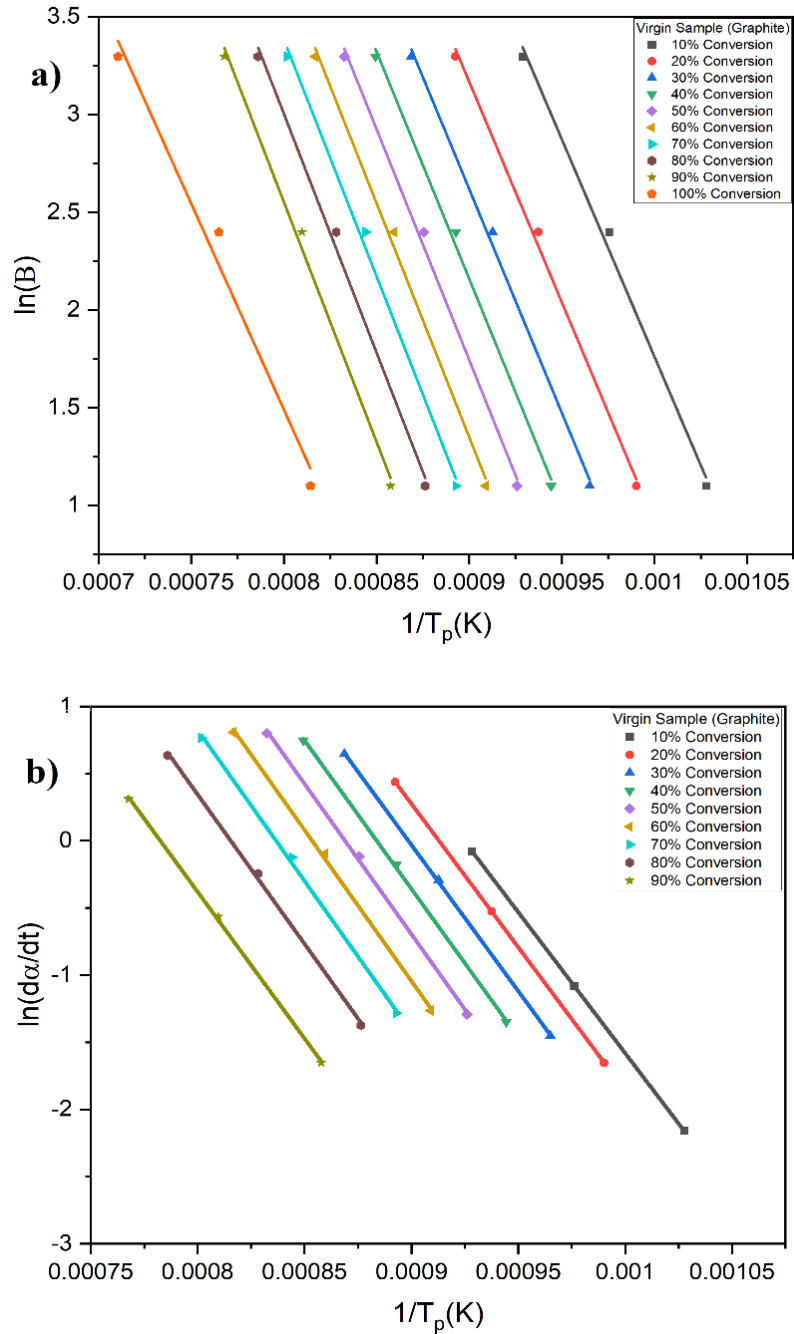 a)
Virgin Sample (Graphite)
10% Conversion
20% Conversion
30% Conversion
40% Conversion
50% Conversion
60% Conversion
70% Conversion
80% Conversion
90% Conversion
100% Conversion
3.5
3
2.5
2
1.5
1
ln(B)
0.0007 0.00075 0.0008 0.00085 0.0009 0.00095 0.001 0.00105
1/Tp(K)
b)
Virgin Sample (Graphite)
10% Conversion
20% Conversion
30% Conversion
40% Conversion
50% Conversion
60% Conversion
70% Conversion
80% Conversion
90% Conversion
1
0
-1
-2
-3
ln(dα/dt)
0.00075 0.0008 0.00085 0.0009 0.00095 0.001 0.00105
1/Tp(K)